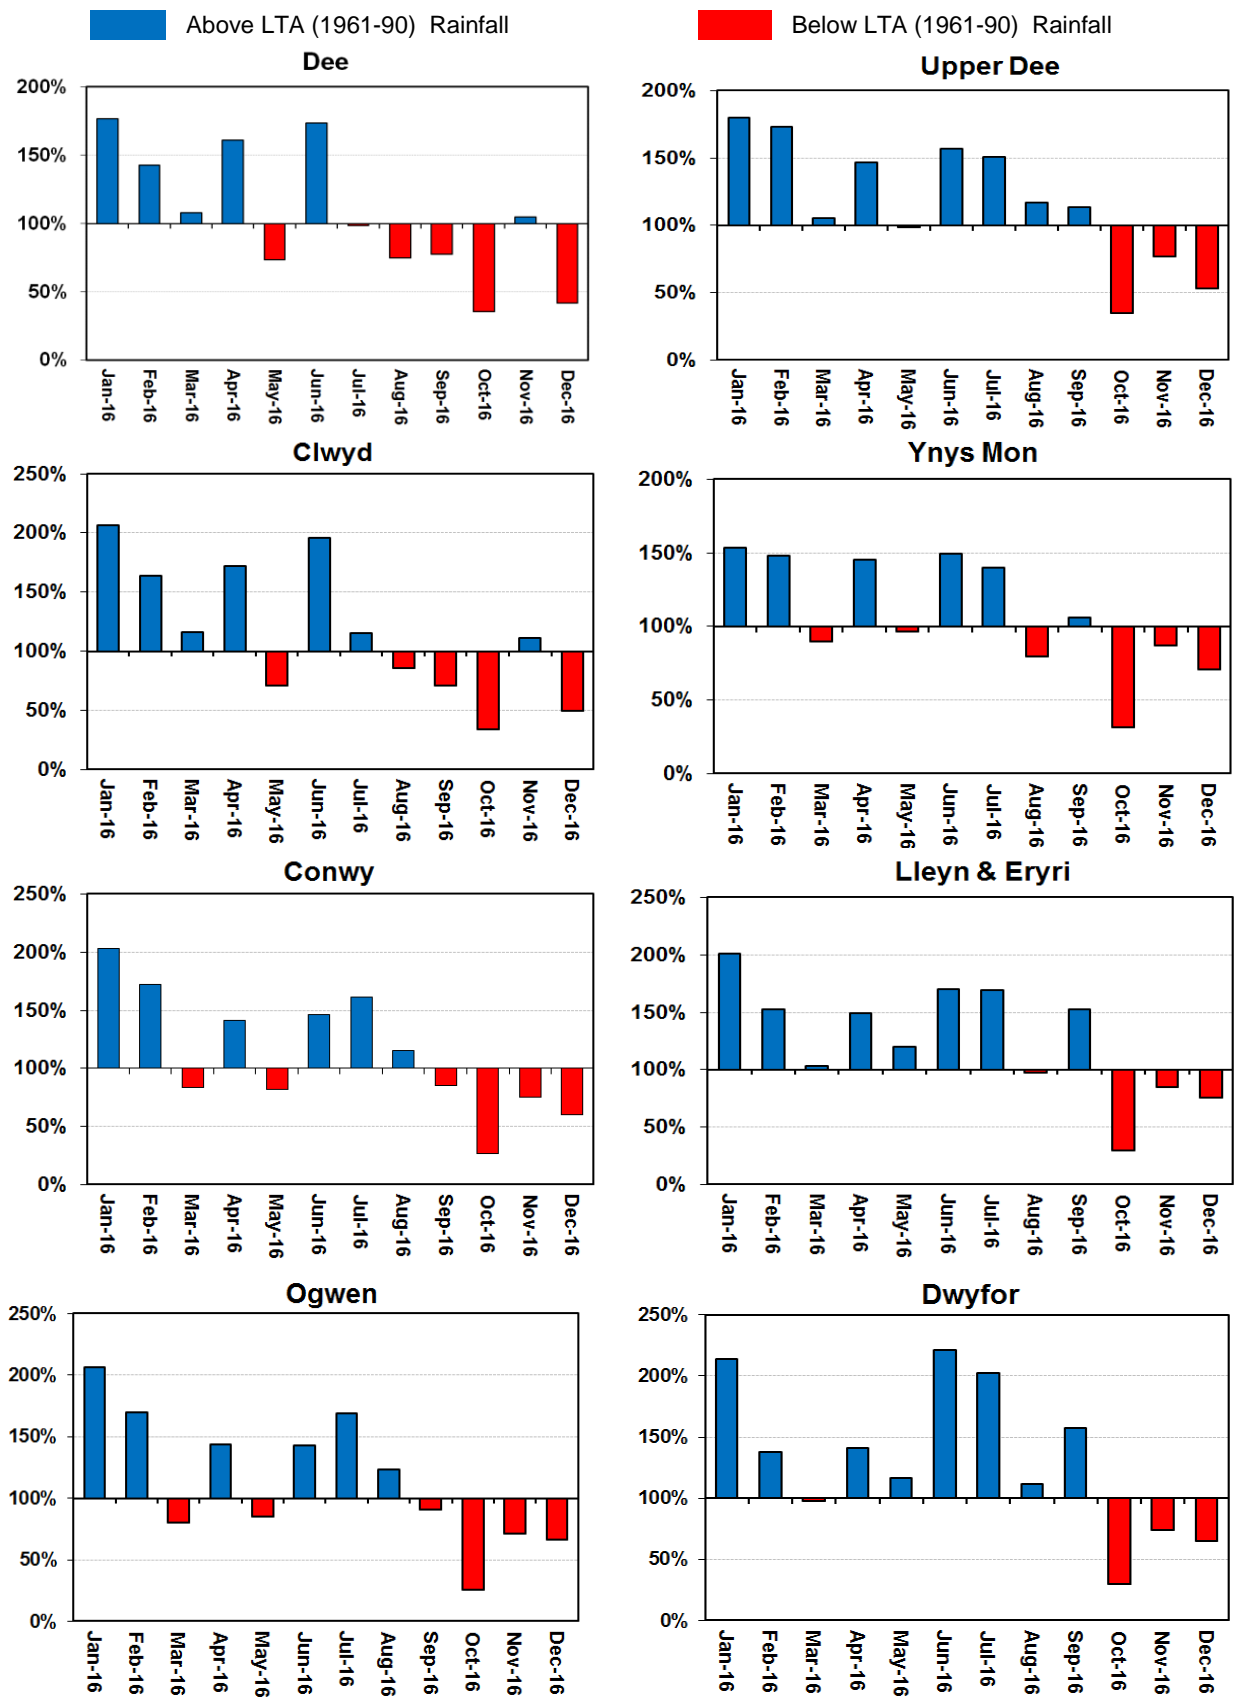 Above LTA (1961-90) Rainfall
Below LTA (1961-90) Rainfall
Dee
200%
150%
100%
50%
0%
Jan-16
Feb-16
Mar-16
Apr-16
May-16
Jun-16
Jul-16
Aug-16
Sep-16
Oct-16
Nov-16
Dec-16
Upper Dee
200%
150%
100%
50%
0%
Jan-16
Feb-16
Mar-16
Apr-16
May-16
Jun-16
Jul-16
Aug-16
Sep-16
Oct-16
Nov-16
Dec-16
Clwyd
250%
200%
150%
100%
50%
0%
Jan-16
Feb-16
Mar-16
Apr-16
May-16
Jun-16
Jul-16
Aug-16
Sep-16
Oct-16
Nov-16
Dec-16
Ynys Mon
200%
150%
100%
50%
0%
Jan-16
Feb-16
Mar-16
Apr-16
May-16
Jun-16
Jul-16
Aug-16
Sep-16
Oct-16
Nov-16
Dec-16
Conwy
250%
200%
150%
100%
50%
0%
Jan-16
Feb-16
Mar-16
Apr-16
May-16
Jun-16
Jul-16
Aug-16
Sep-16
Oct-16
Nov-16
Dec-16
Lleyn & Eryri
250%
200%
150%
100%
50%
0%
Jan-16
Feb-16
Mar-16
Apr-16
May-16
Jun-16
Jul-16
Aug-16
Sep-16
Oct-16
Nov-16
Dec-16
Ogwen
250%
200%
150%
100%
50%
0%
Jan-16
Feb-16
Mar-16
Apr-16
May-16
Jun-16
Jul-16
Aug-16
Sep-16
Oct-16
Nov-16
Dec-16
Dwyfor
250%
200%
150%
100%
50%
0%
Jan-16
Feb-16
Mar-16
Apr-16
May-16
Jun-16
Jul-16
Aug-16
Sep-16
Oct-16
Nov-16
Dec-16